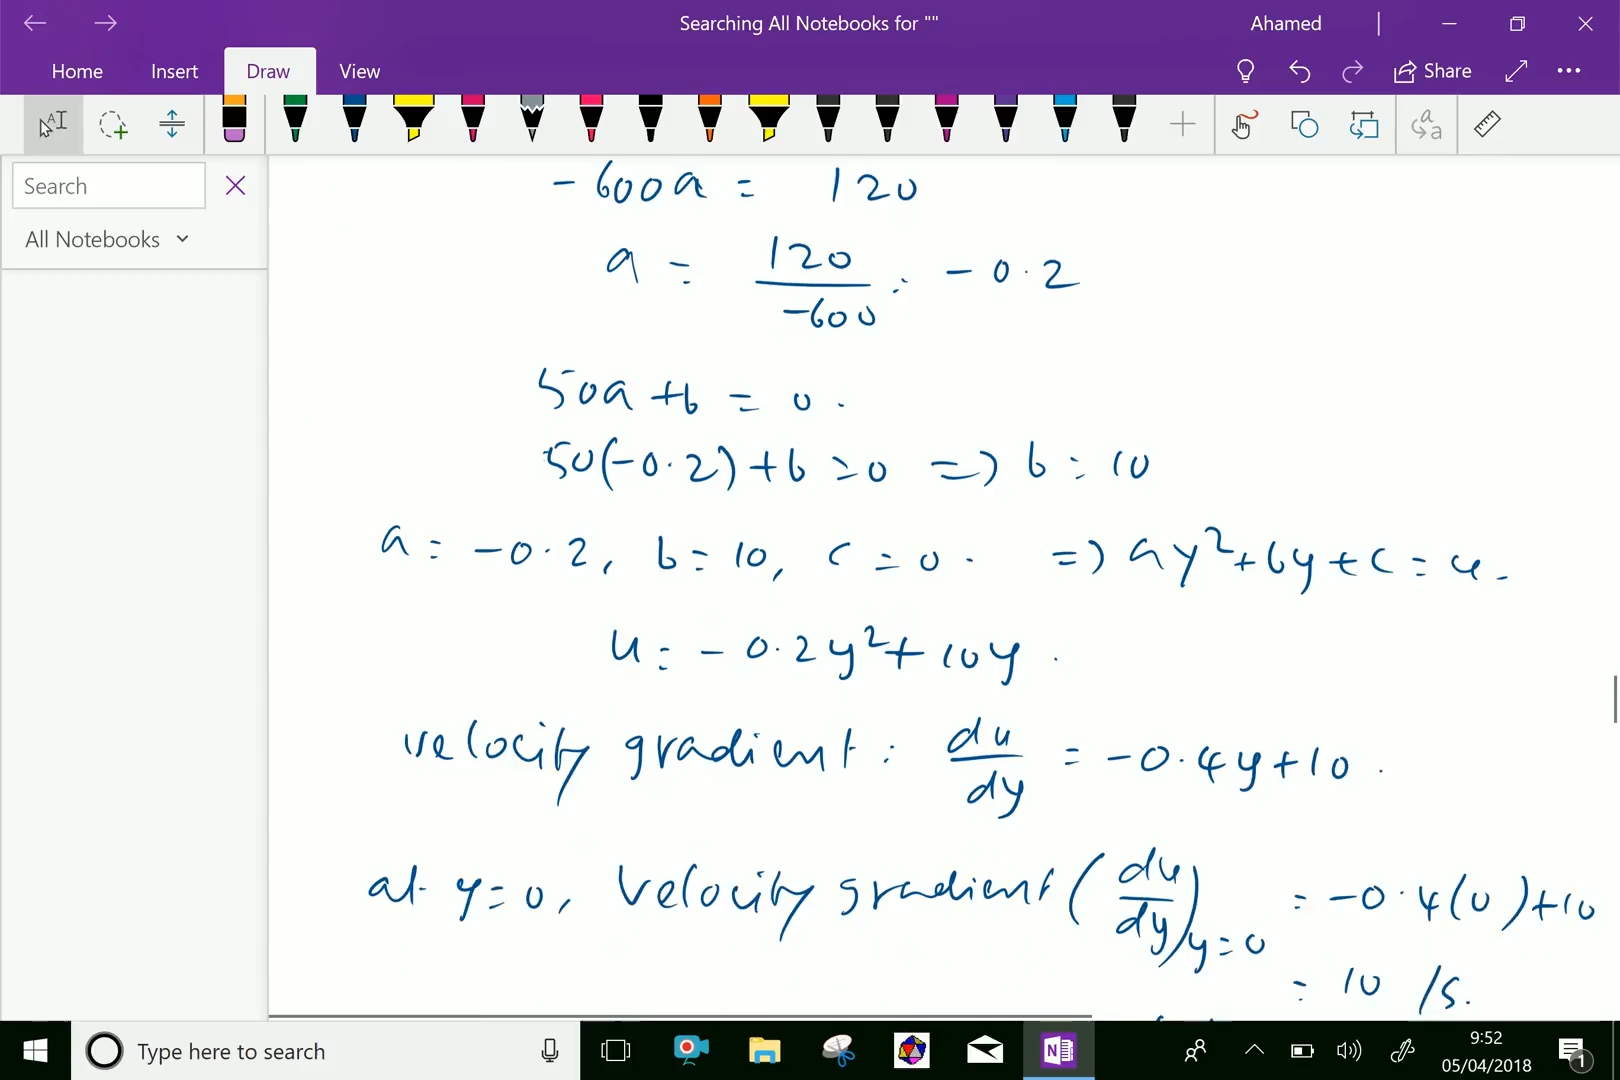 Searching All Notebooks for ""
Ahamed
Home Insert Draw View
Share
Search
All Notebooks
-600a = 120
a = 120/-600 = -0.2
50a+b = 0.
50(-0.2)+b=0 => b=10
a = -0.2, b=10, c=0. => ay²+by+c=u.
u = -0.2y²+10y.
velocity gradient: du/dy = -0.4y+10.
at y=0, velocity gradient (du/dy)y=0 = -0.4(0)+10
= 10 /s.
Type here to search
9:52
05/04/2018
1